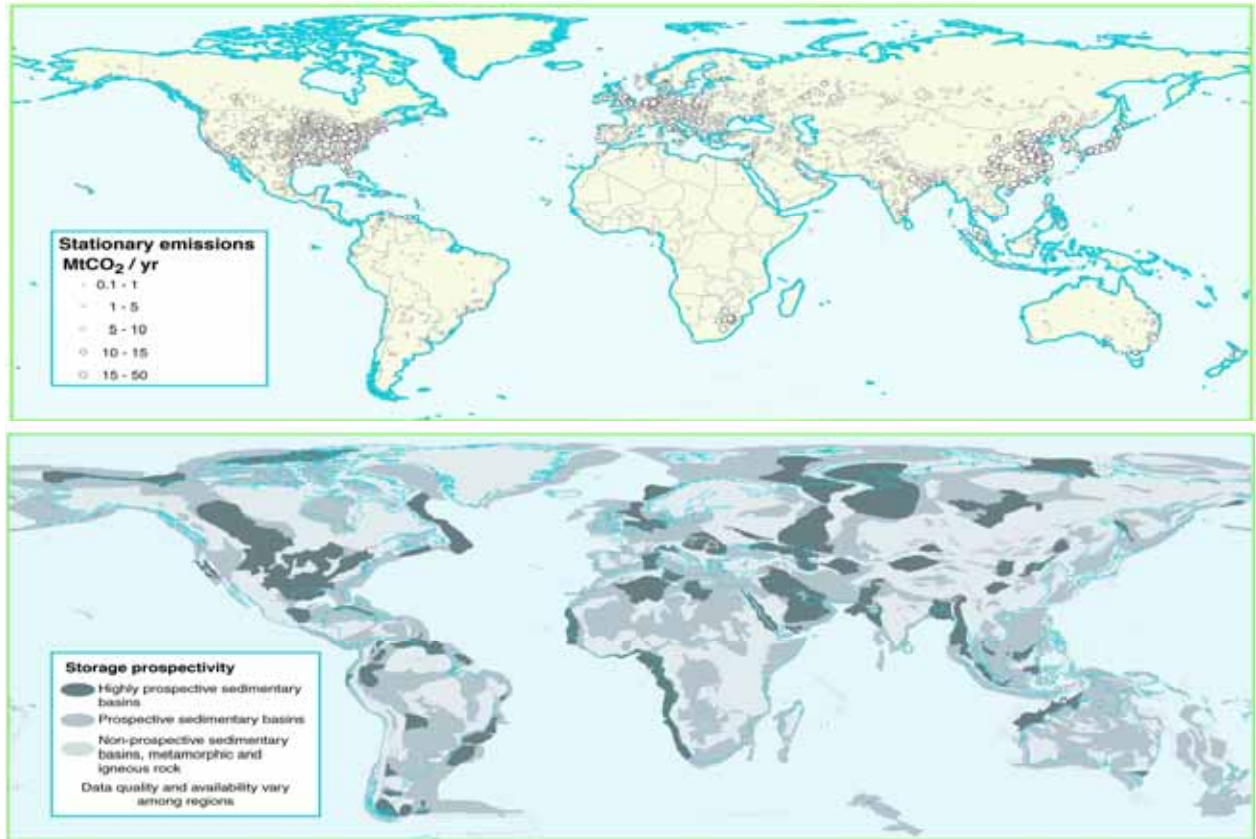 Stationary emissions
MtCO₂ / yr
0.1 - 1
1 - 5
5 - 10
10 - 15
15 - 50
Storage prospectivity
Highly prospective sedimentary
basins
Prospective sedimentary basins
Non-prospective sedimentary
basins, metamorphic and
igneous rock
Data quality and availability vary
among regions